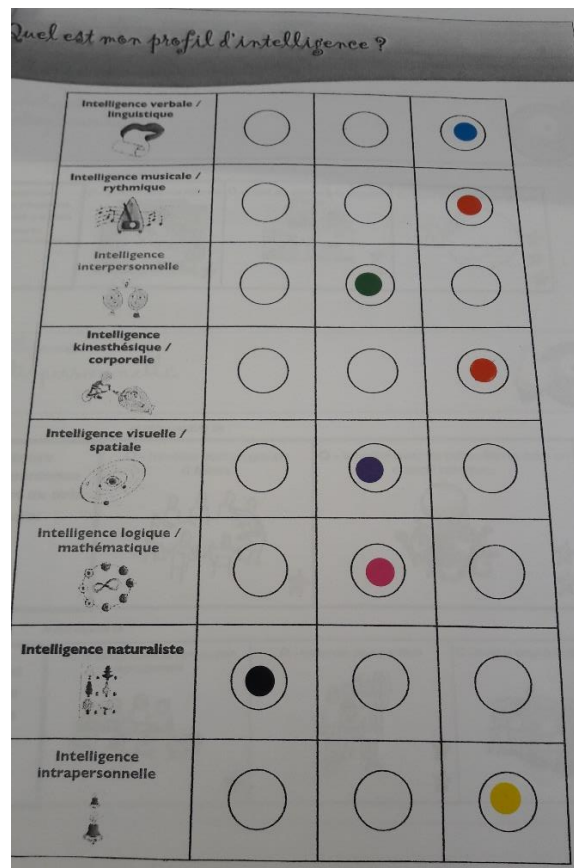 Quel est mon profil d'intelligence ?
Intelligence verbale /
linguistique
Intelligence musicale /
rythmique
Intelligence
interpersonnelle
Intelligence
kinesthésique /
corporelle
Intelligence visuelle /
spatiale
Intelligence logique /
mathématique
Intelligence naturaliste
Intelligence
intrapersonnelle